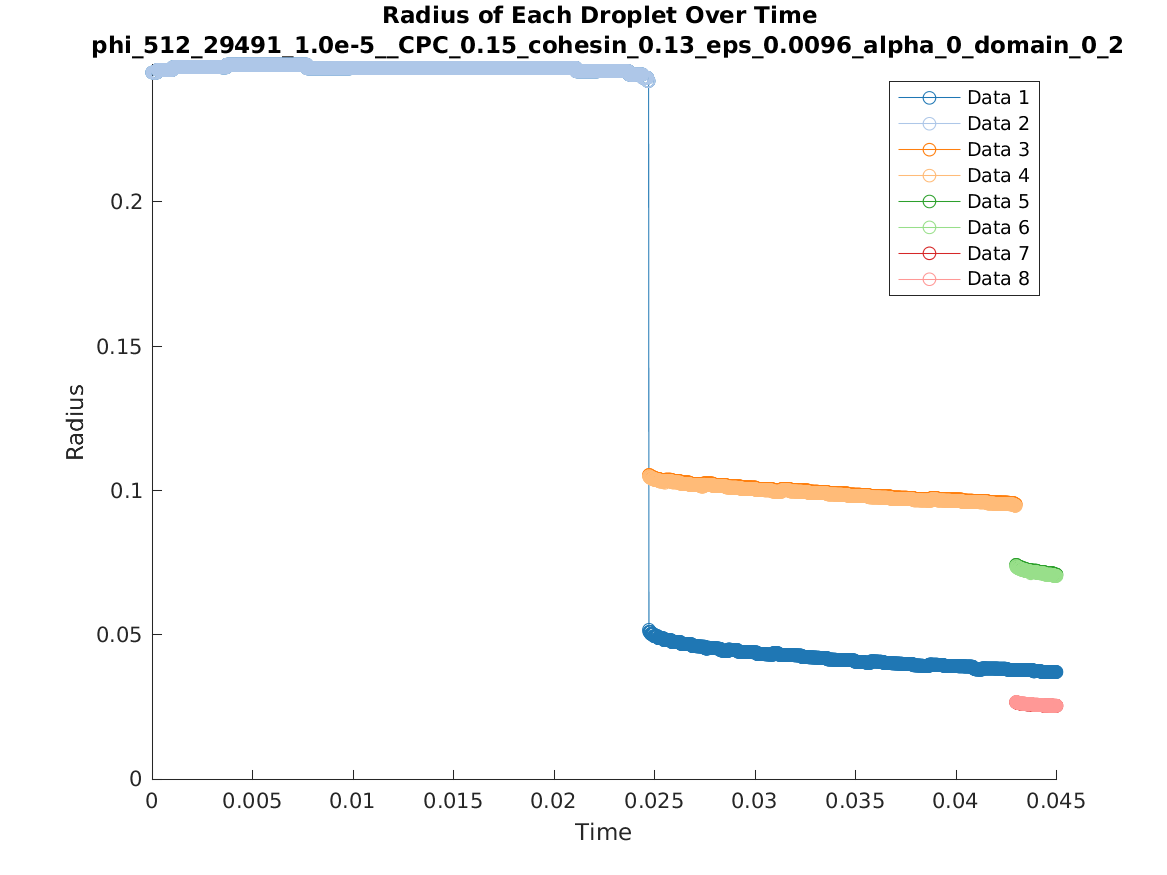 Radius of Each Droplet Over Time
phi_512_29491_1.0e-5__CPC_0.15_cohesin_0.13_eps_0.0096_alpha_0_domain_0_2
Data 1
Data 2
Data 3
Data 4
Data 5
Data 6
Data 7
Data 8
Radius
0.2
0.15
0.1
0.05
0
0
0.005
0.01
0.015
0.02
0.025
0.03
0.035
0.04
0.045
Time